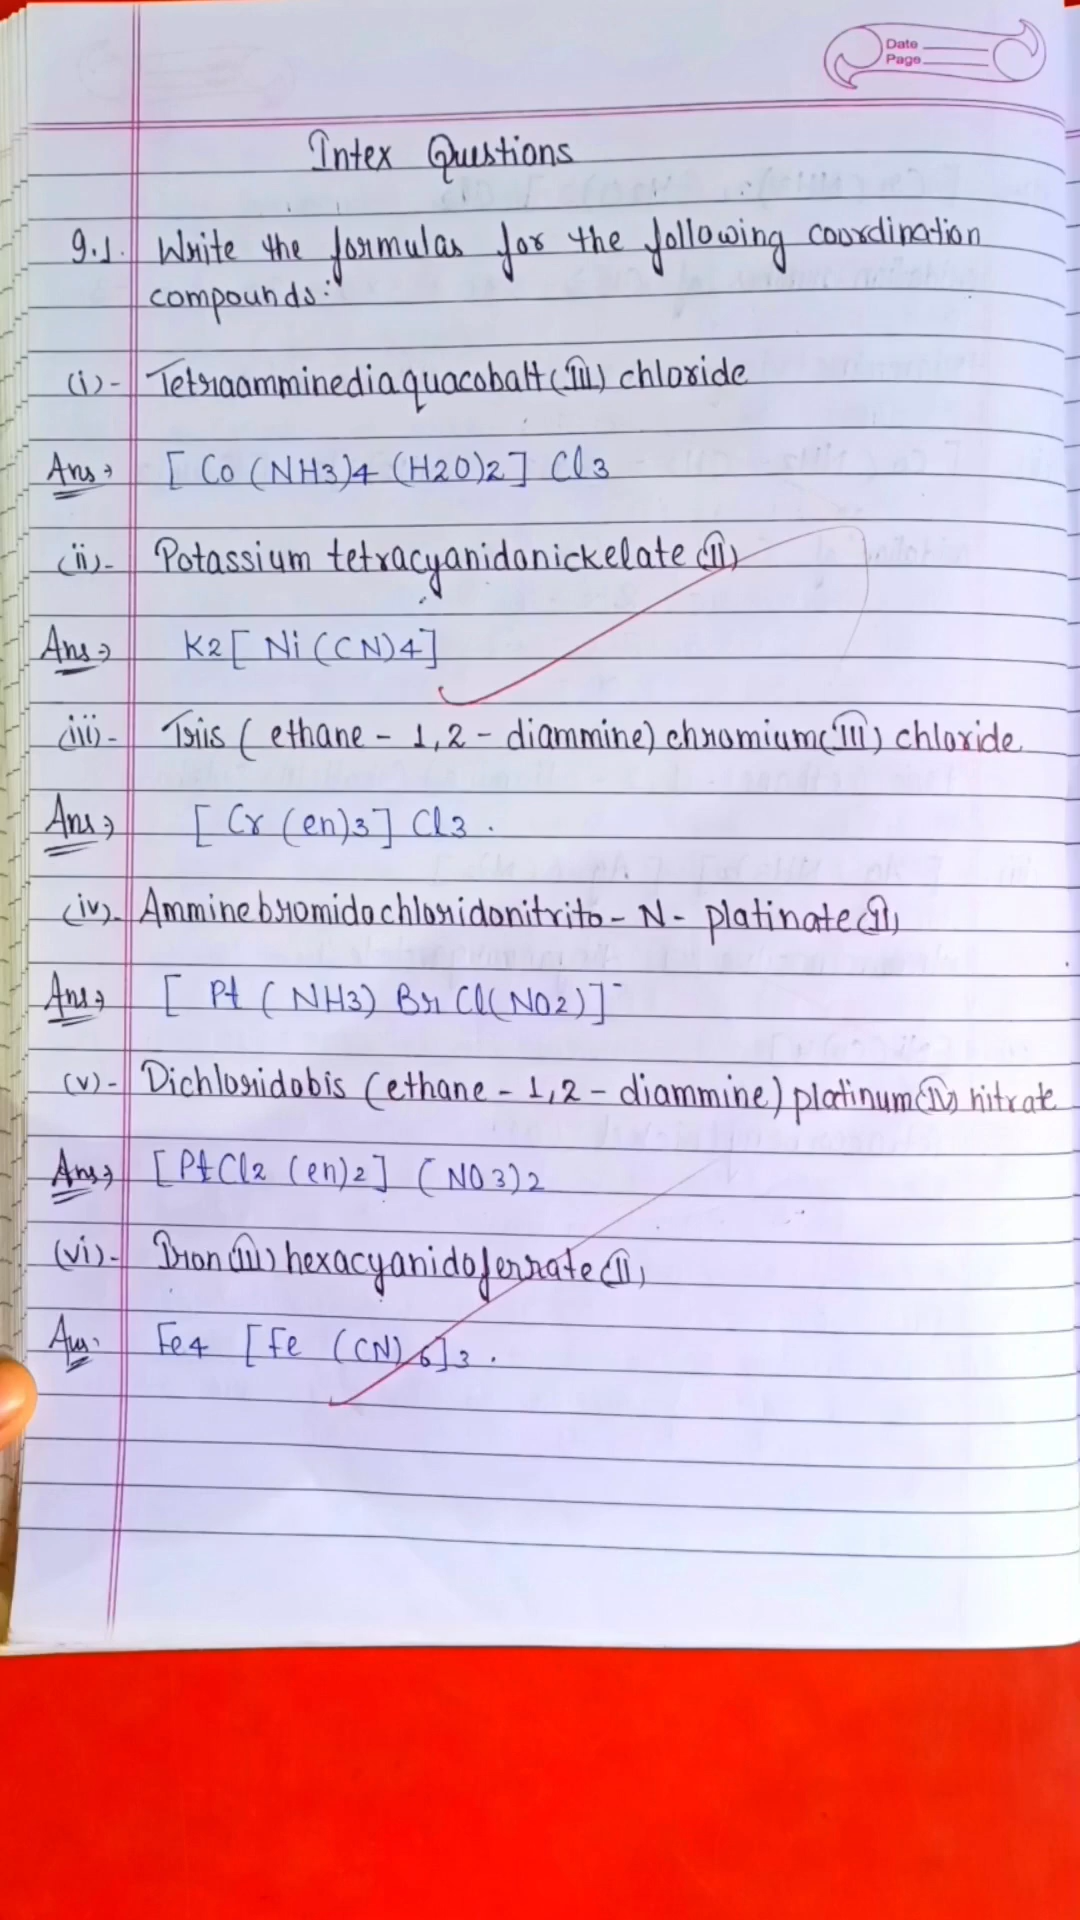 Date
Page
Intex Questions
9.1. Write the formulas for the following coordination
compounds:
(i)- Tetraamminediaquacobalt(III) chloride
Ans→ [ Co (NH3)4 (H2O)2] Cl3
(ii)- Potassium tetracyanidonickelate (II)
Ans→ K2[ Ni (CN)4]
(iii)- Tris ( ethane - 1,2 - diammine) chromium(III) chloride
Ans→ [ Cr (en)3] Cl3 .
(iv)- Amminebromidochloridonitrito - N - platinate(II)
Ans→ [ Pt ( NH3) Br Cl(NO2)]⁻
(v)- Dichloridobis (ethane - 1,2 - diammine) platinum(IV) nitrate
Ans→ [PtCl2 (en)2] ( NO3)2
(vi)- Iron(III) hexacyanidoferrate(II)
Ans: Fe4 [Fe (CN)6]3 .